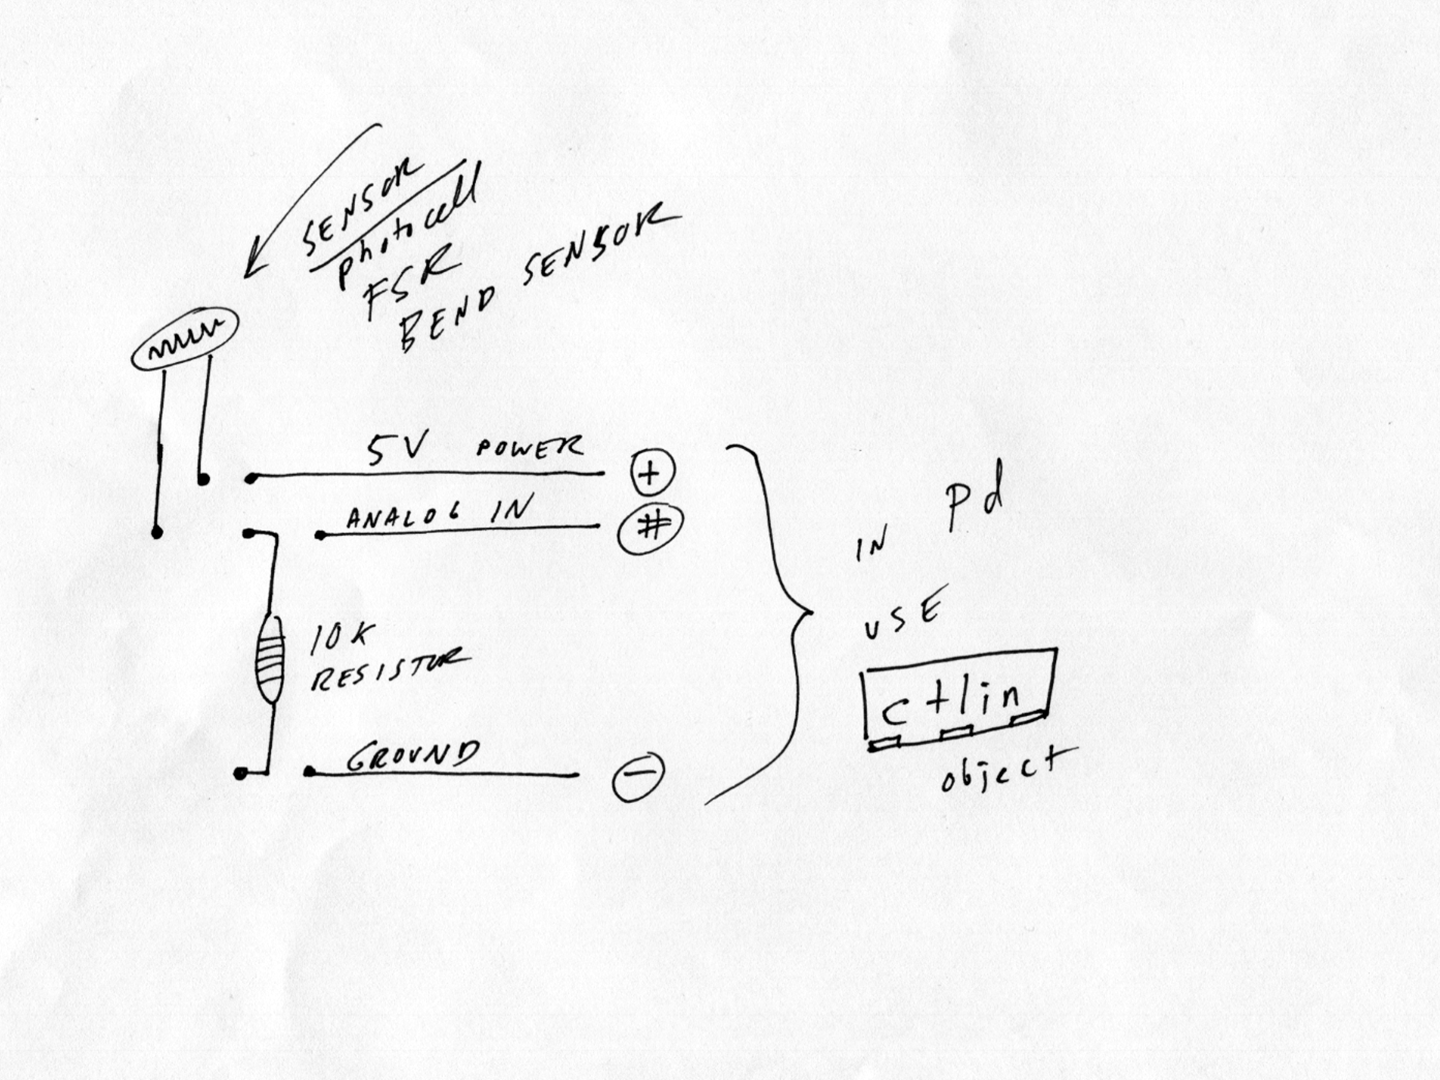 SENSOR
photocell
FSR
BEND SENSOR
5V POWER +
ANALOG IN #
10K
RESISTOR
GROUND −
IN Pd
USE
ctlin
object